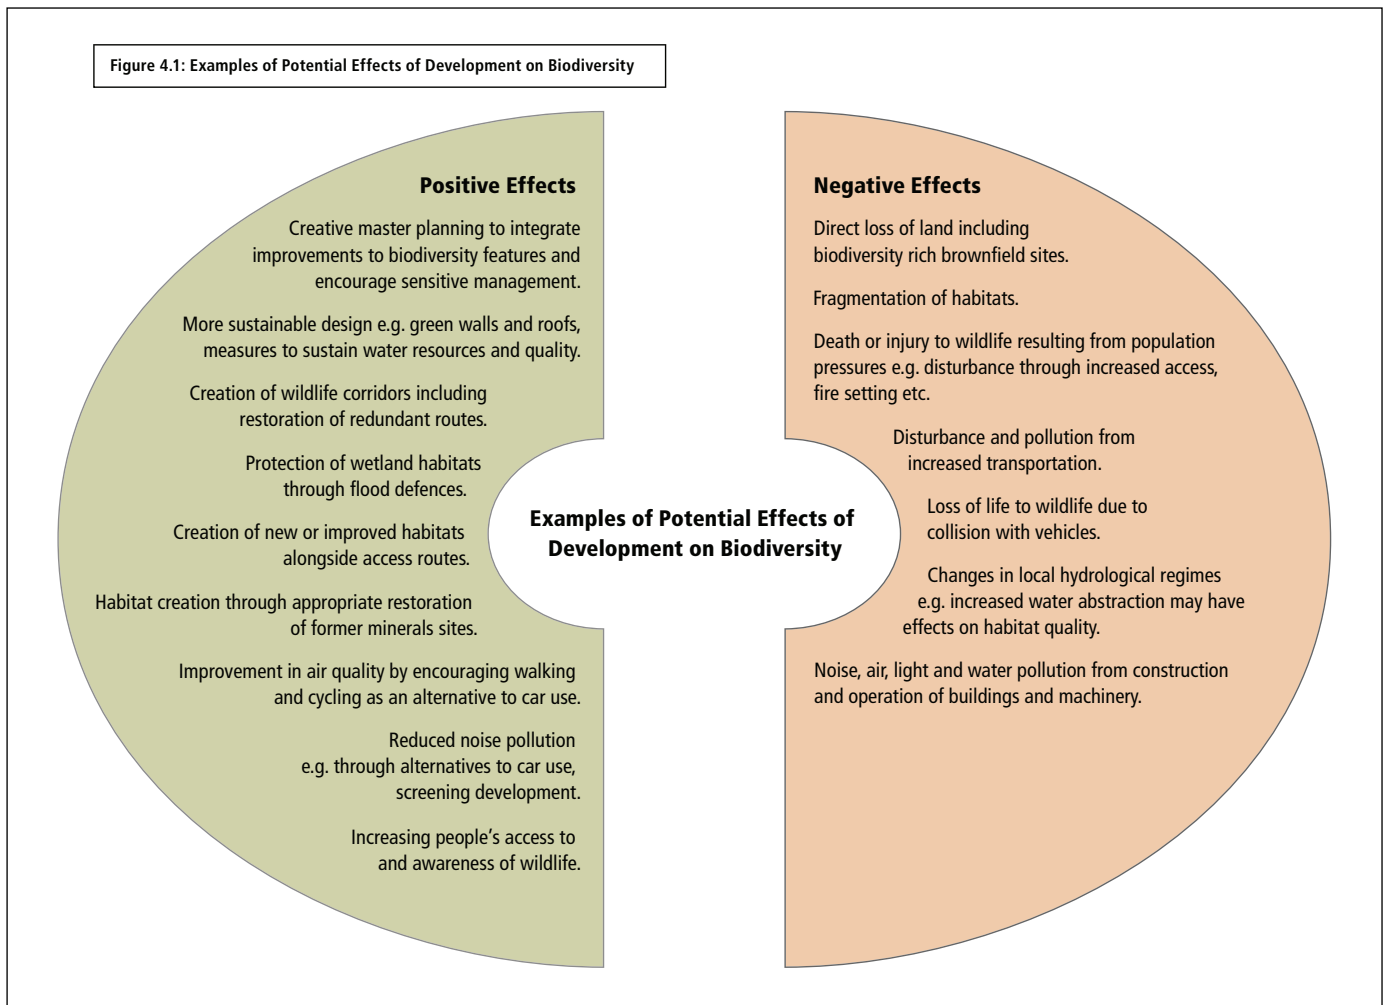 Figure 4.1: Examples of Potential Effects of Development on Biodiversity
Positive Effects
Creative master planning to integrate
improvements to biodiversity features and
encourage sensitive management.
More sustainable design e.g. green walls and roofs,
measures to sustain water resources and quality.
Creation of wildlife corridors including
restoration of redundant routes.
Protection of wetland habitats
through flood defences.
Creation of new or improved habitats
alongside access routes.
Habitat creation through appropriate restoration
of former minerals sites.
Improvement in air quality by encouraging walking
and cycling as an alternative to car use.
Reduced noise pollution
e.g. through alternatives to car use,
screening development.
Increasing people's access to
and awareness of wildlife.
Examples of Potential Effects of
Development on Biodiversity
Negative Effects
Direct loss of land including
biodiversity rich brownfield sites.
Fragmentation of habitats.
Death or injury to wildlife resulting from population
pressures e.g. disturbance through increased access,
fire setting etc.
Disturbance and pollution from
increased transportation.
Loss of life to wildlife due to
collision with vehicles.
Changes in local hydrological regimes
e.g. increased water abstraction may have
effects on habitat quality.
Noise, air, light and water pollution from construction
and operation of buildings and machinery.